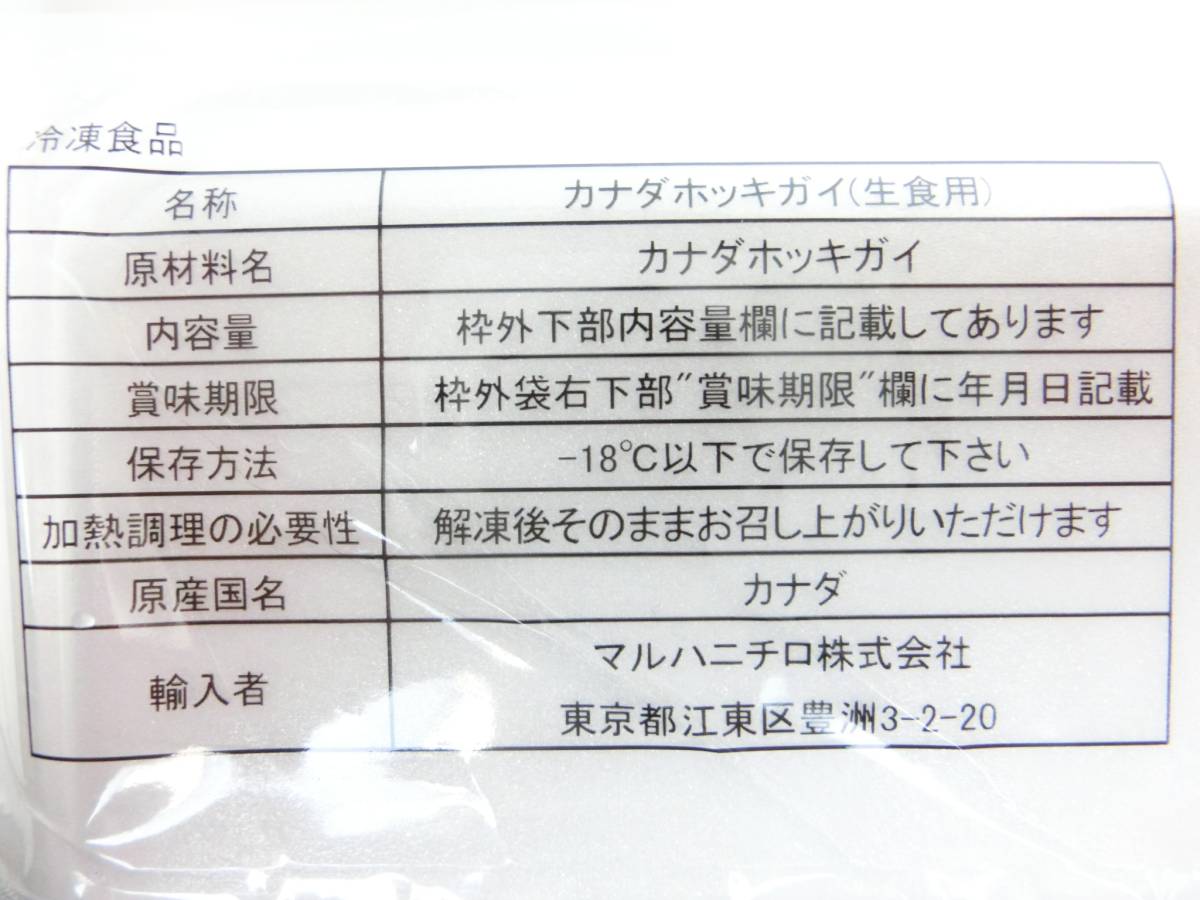 冷凍食品
名称 カナダホッキガイ(生食用)
原材料名 カナダホッキガイ
内容量 枠外下部内容量欄に記載してあります
賞味期限 枠外袋右下部"賞味期限"欄に年月日記載
保存方法 -18℃以下で保存して下さい
加熱調理の必要性 解凍後そのままお召し上がりいただけます
原産国名 カナダ
輸入者 マルハニチロ株式会社
東京都江東区豊洲3-2-20